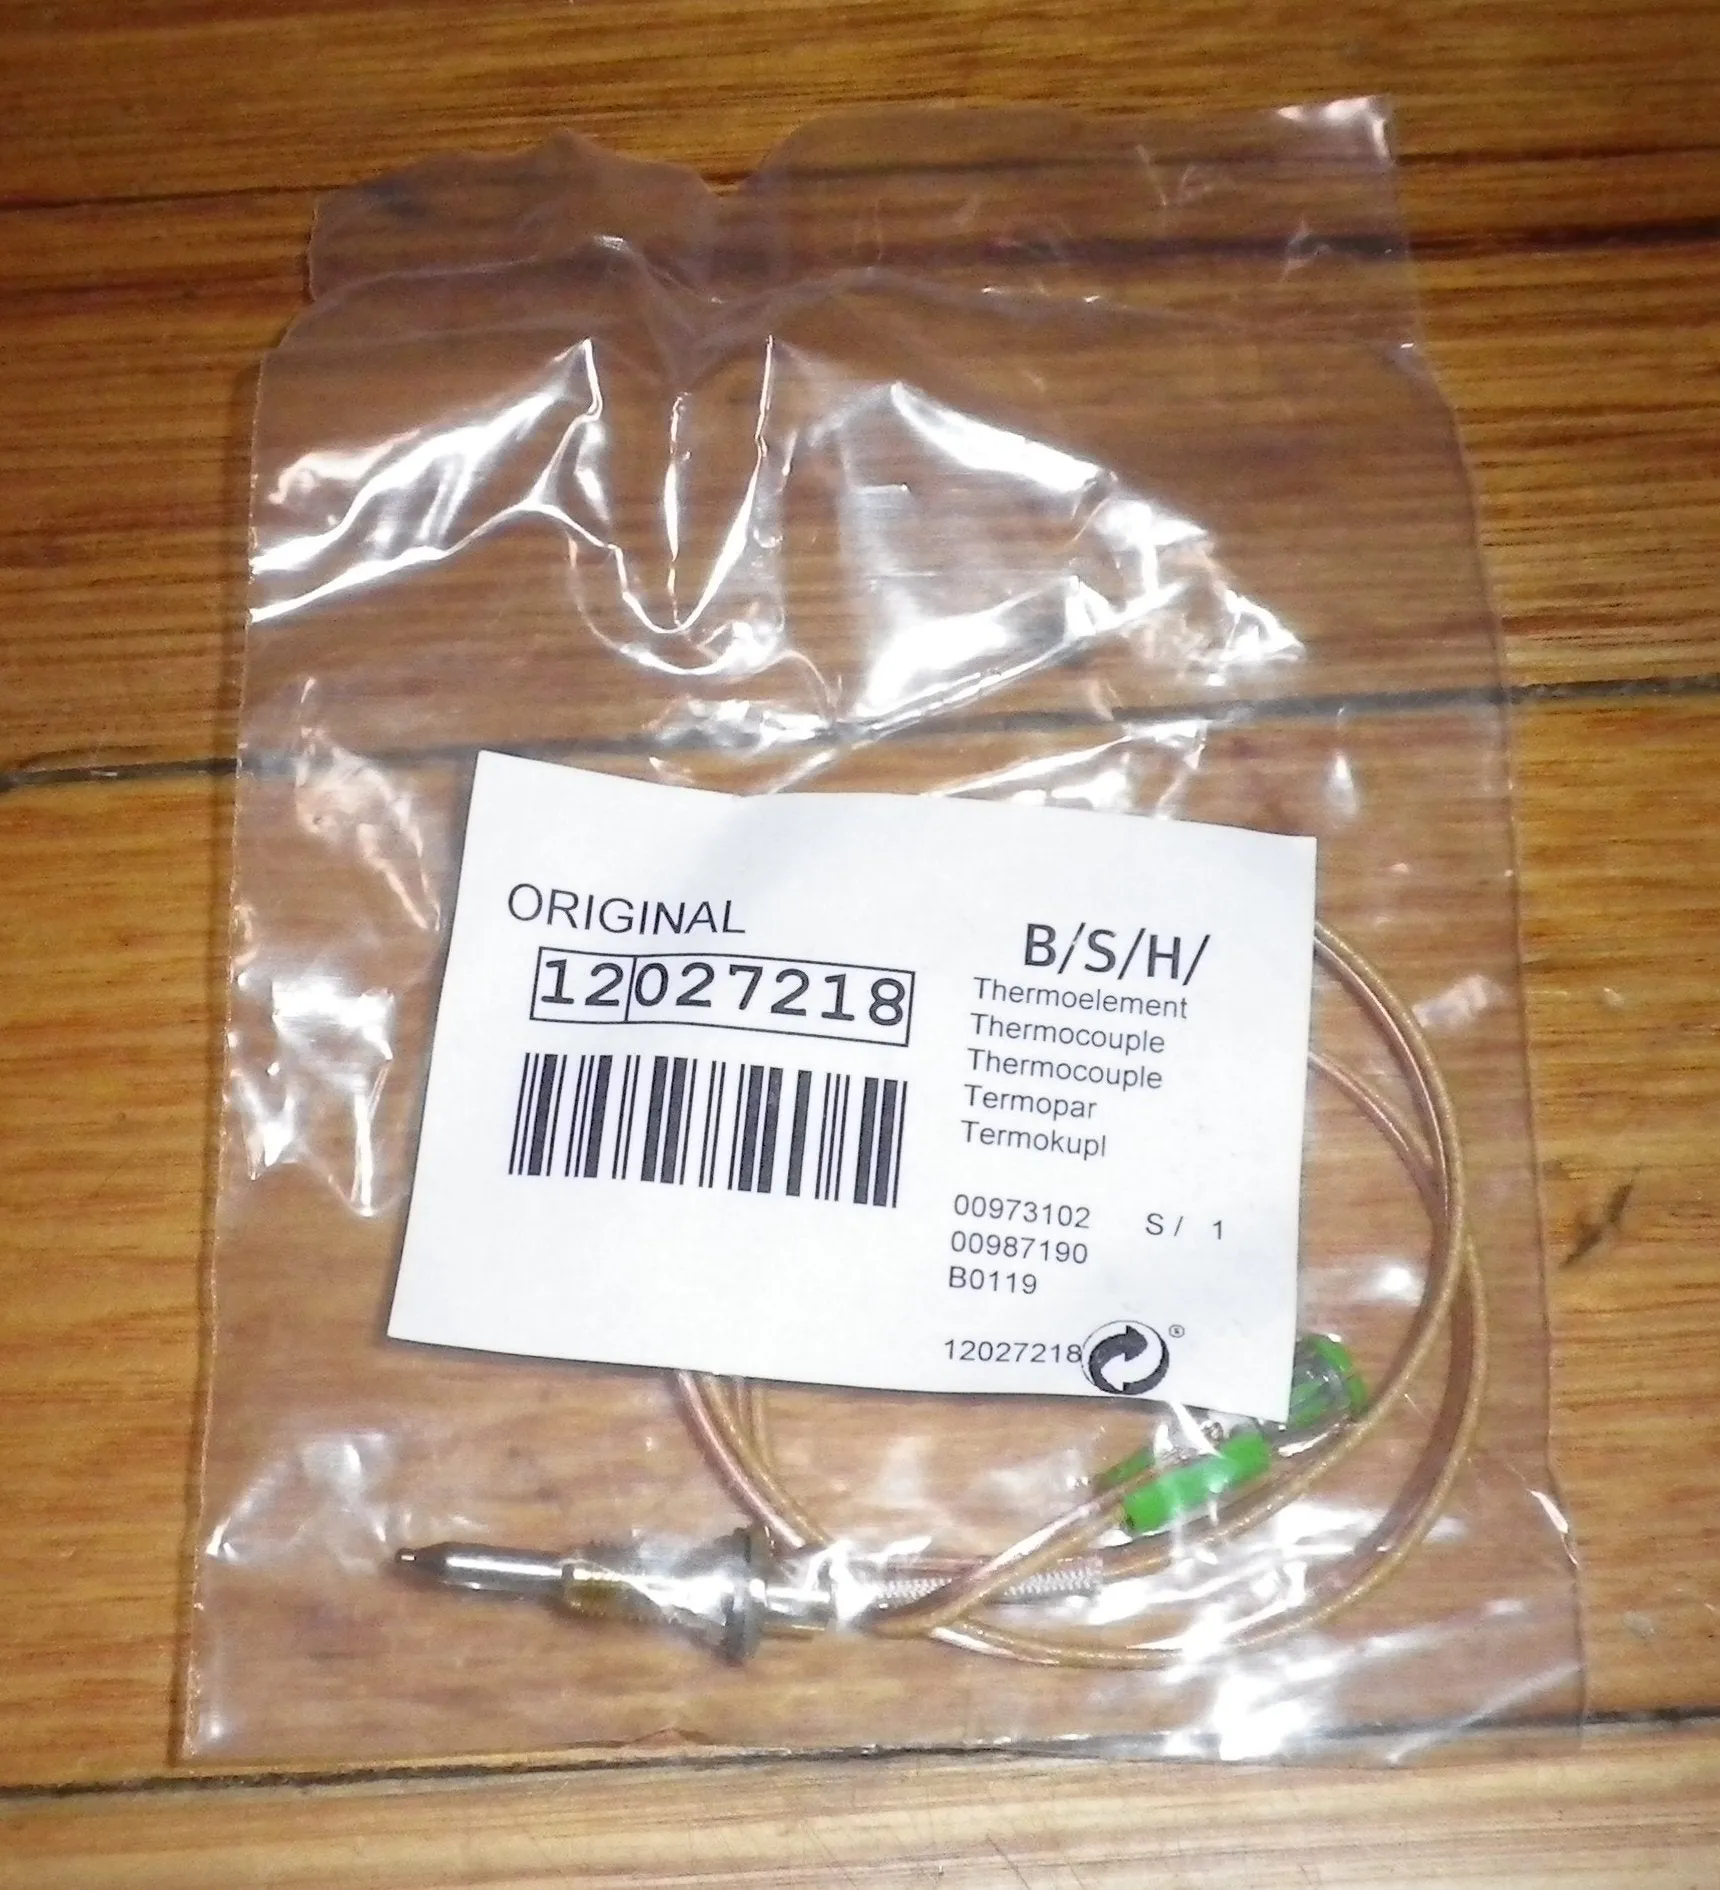 ORIGINAL
12027218
B/S/H/
Thermoelement
Thermocouple
Thermocouple
Termopar
Termokupl
00973102 S/ 1
00987190
B0119
12027218